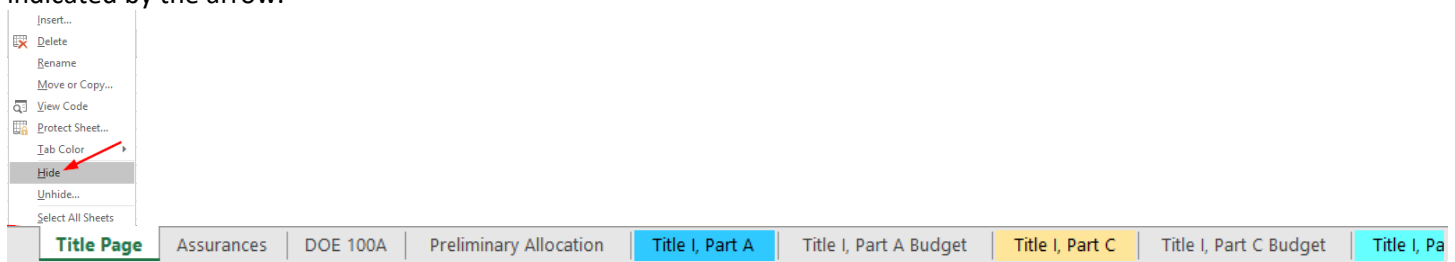 indicated by the arrow.
Insert...
Delete
Rename
Move or Copy...
View Code
Protect Sheet...
Tab Color
Hide
Unhide...
Select All Sheets
Title Page Assurances DOE 100A Preliminary Allocation Title I, Part A Title I, Part A Budget Title I, Part C Title I, Part C Budget Title I, Pa